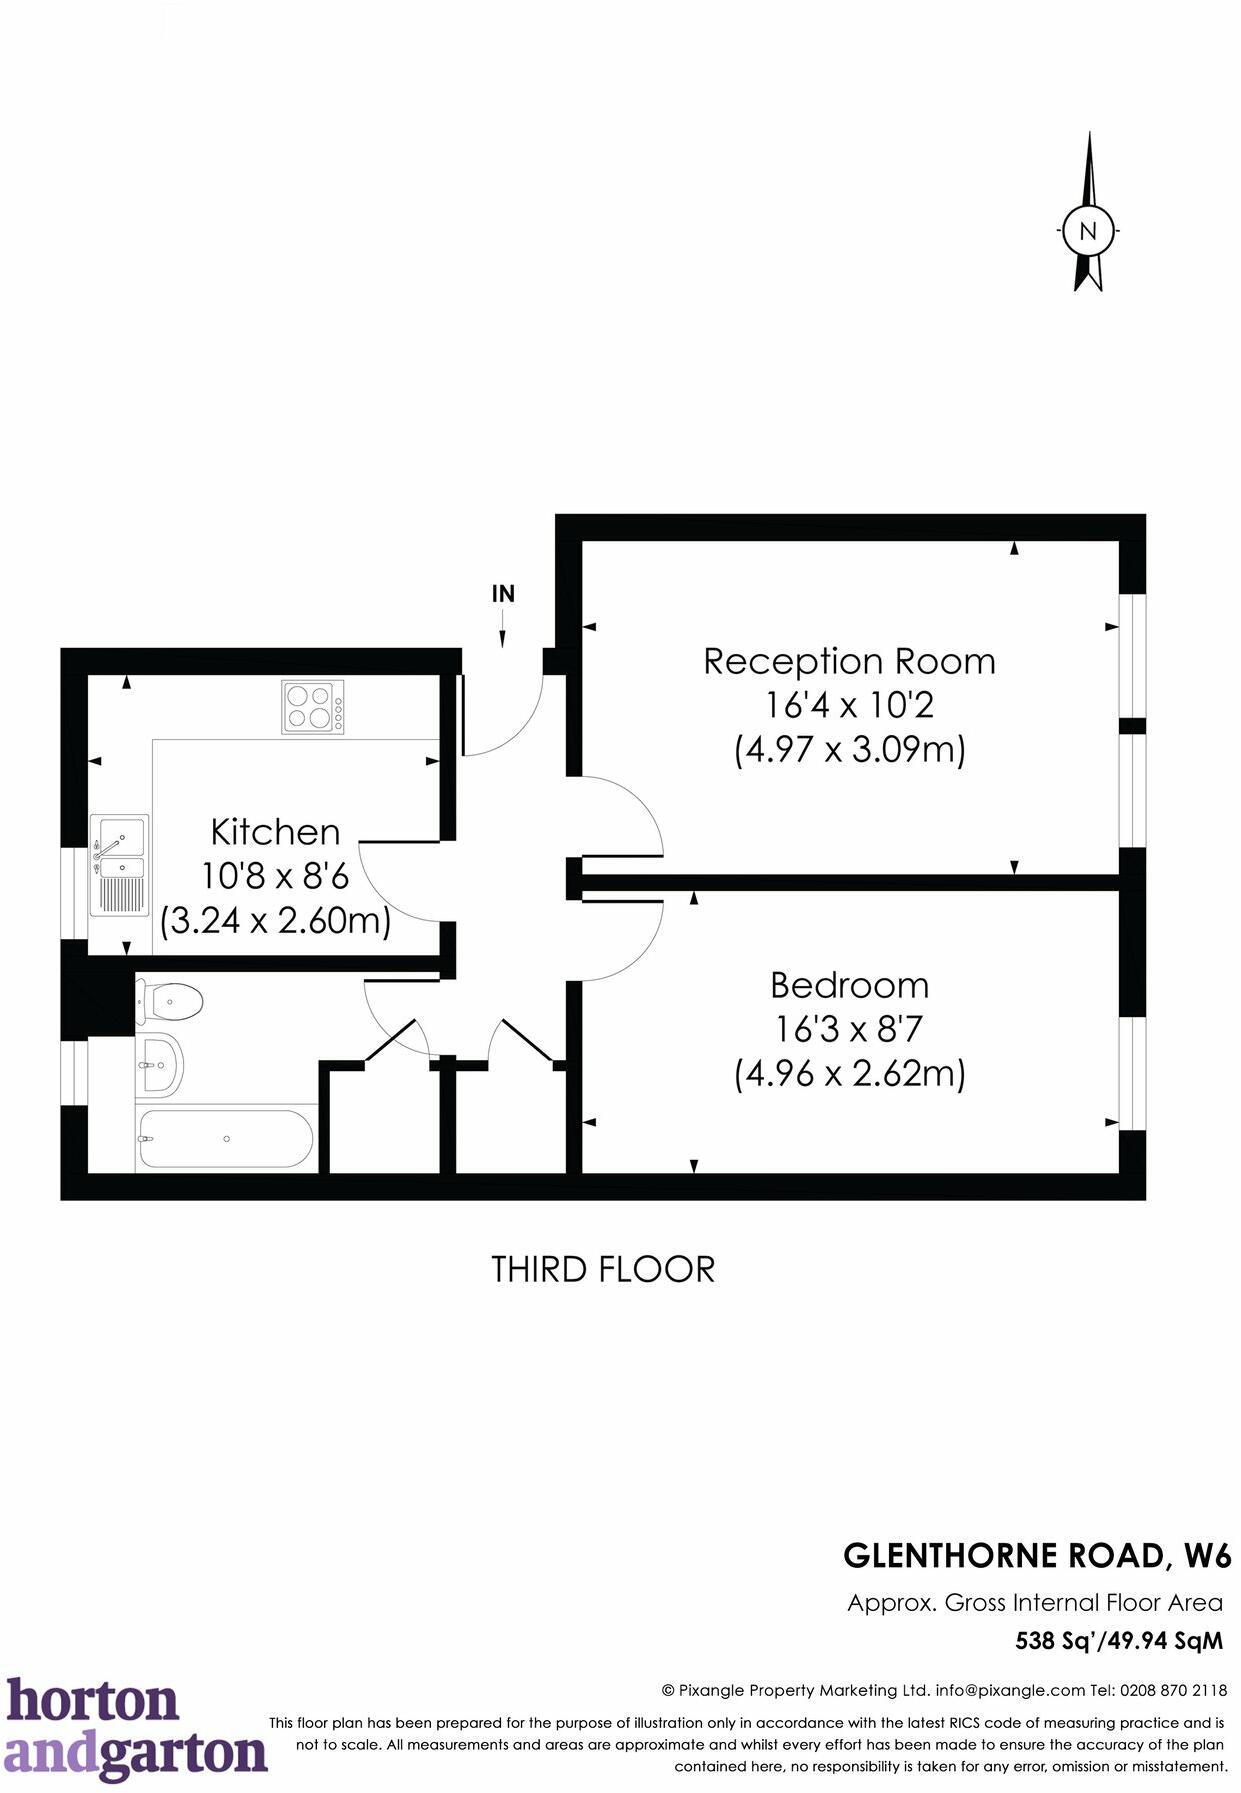 N
IN
Reception Room
16'4 x 10'2
(4.97 x 3.09m)
Kitchen
10'8 x 8'6
(3.24 x 2.60m)
Bedroom
16'3 x 8'7
(4.96 x 2.62m)
THIRD FLOOR
GLENTHORNE ROAD, W6
Approx. Gross Internal Floor Area
538 Sq'/49.94 SqM
horton
andgarton
© Pixangle Property Marketing Ltd. info@pixangle.com Tel: 0208 870 2118
This floor plan has been prepared for the purpose of illustration only in accordance with the latest RICS code of measuring practice and is
not to scale. All measurements and areas are approximate and whilst every effort has been made to ensure the accuracy of the plan
contained here, no responsibility is taken for any error, omission or misstatement.